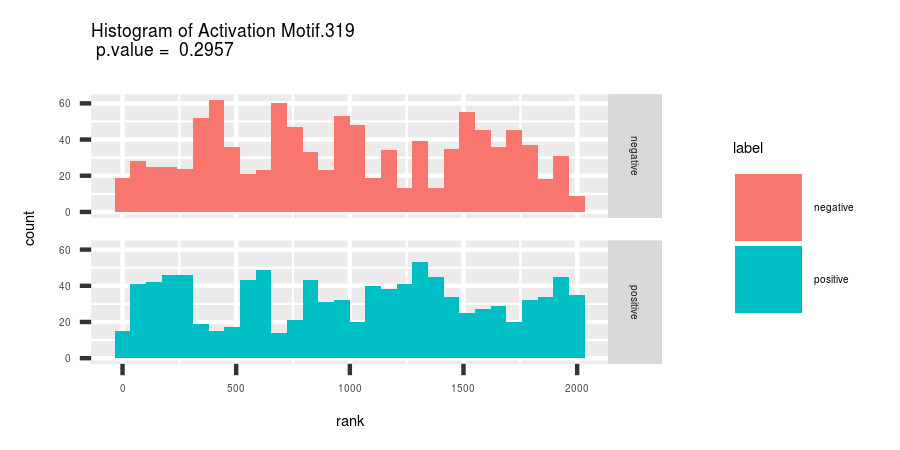 Histogram of Activation Motif.319
p.value = 0.2957
60
40
20
0
negative
60
40
20
0
positive
0 500 1000 1500 2000
rank
count
label
negative
positive